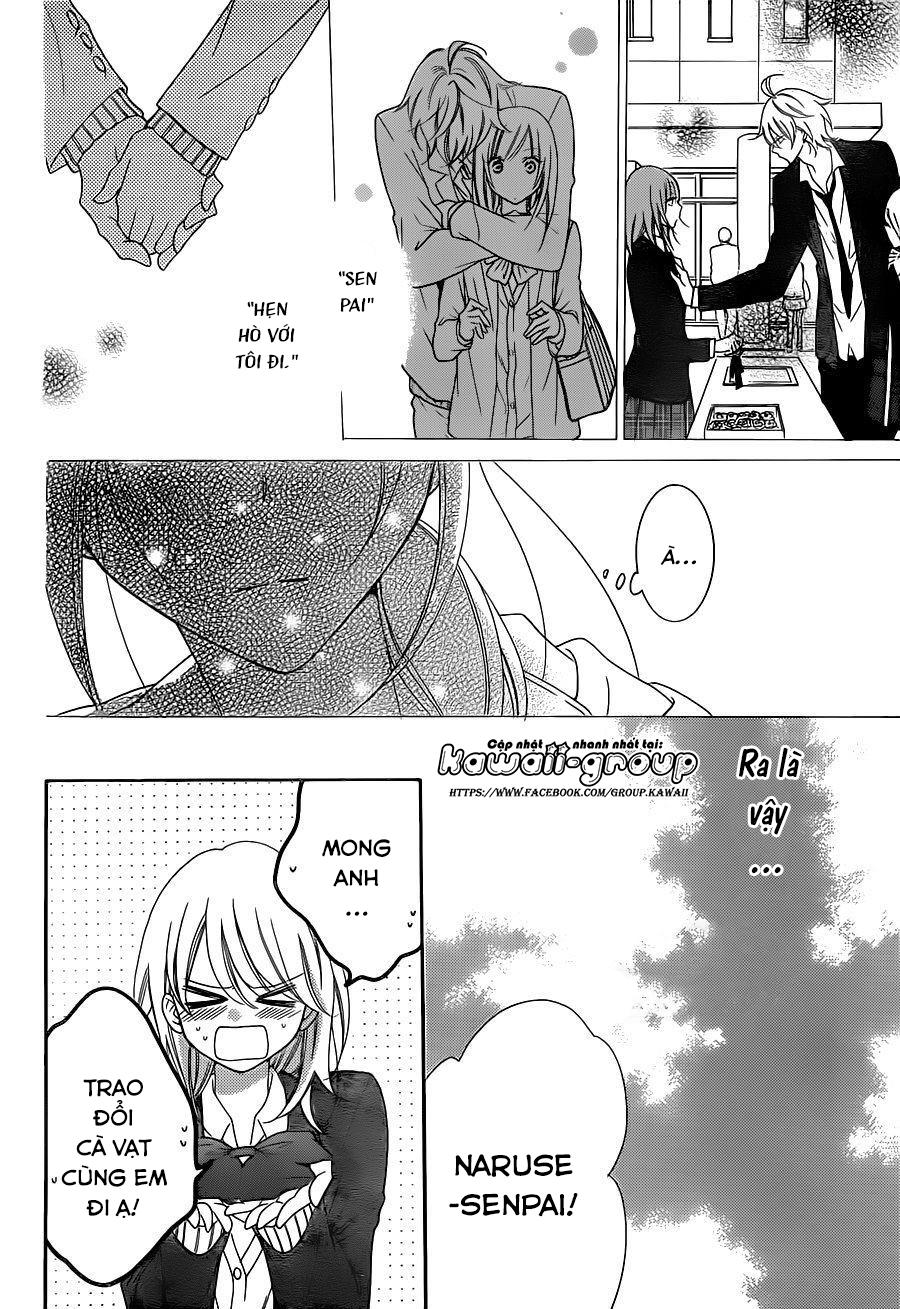 "SEN
PAI"
"HẸN
HÒ VỚI
TÔI ĐI."
À...
Cập nhật nhanh nhất tại:
kawaii-group
HTTPS://WWW.FACEBOOK.COM/GROUP.KAWAII
Ra là
vậy
...
NARUSE
-SENPAI!
MONG
ANH
...
TRAO
ĐỔI
CÀ VẠT
CÙNG EM
ĐI Ạ!